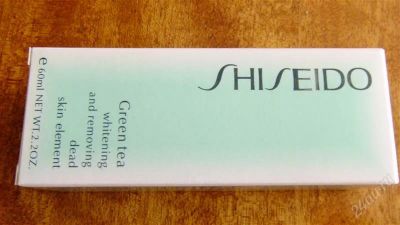 SHISEIDO
Green tea
whitening
and removing
dead
skin element
e 60ml NET WT.2.2OZ.